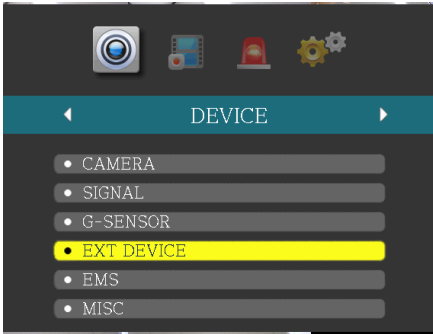 DEVICE
CAMERA
SIGNAL
G-SENSOR
EXT DEVICE
EMS
MISC